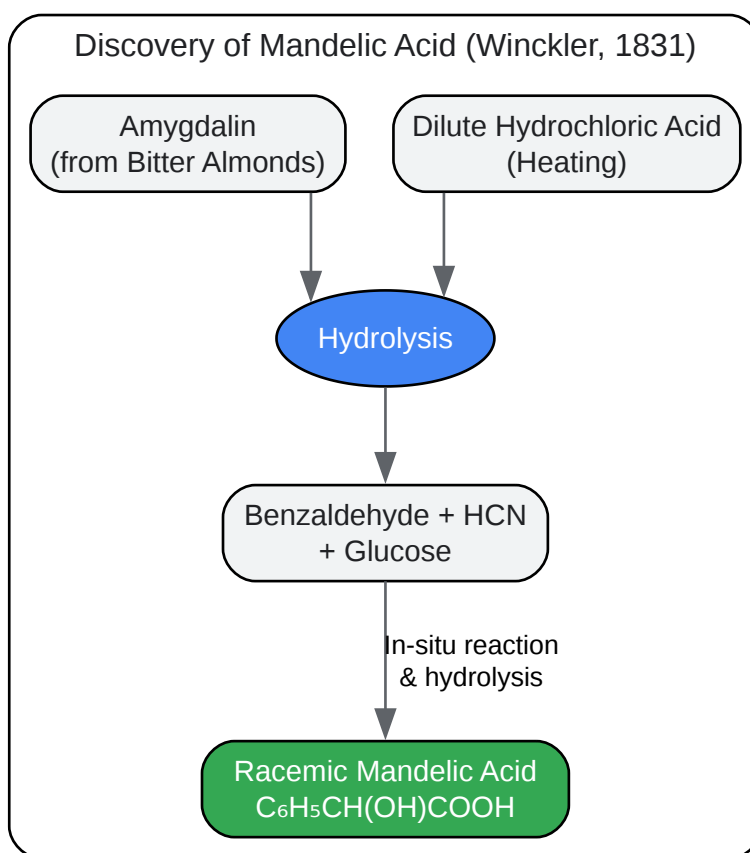 Discovery of Mandelic Acid (Winckler, 1831)
Amygdalin
(from Bitter Almonds)
Dilute Hydrochloric Acid
(Heating)
Hydrolysis
Benzaldehyde + HCN
+ Glucose
In-situ reaction
& hydrolysis
Racemic Mandelic Acid
C₆H₅CH(OH)COOH